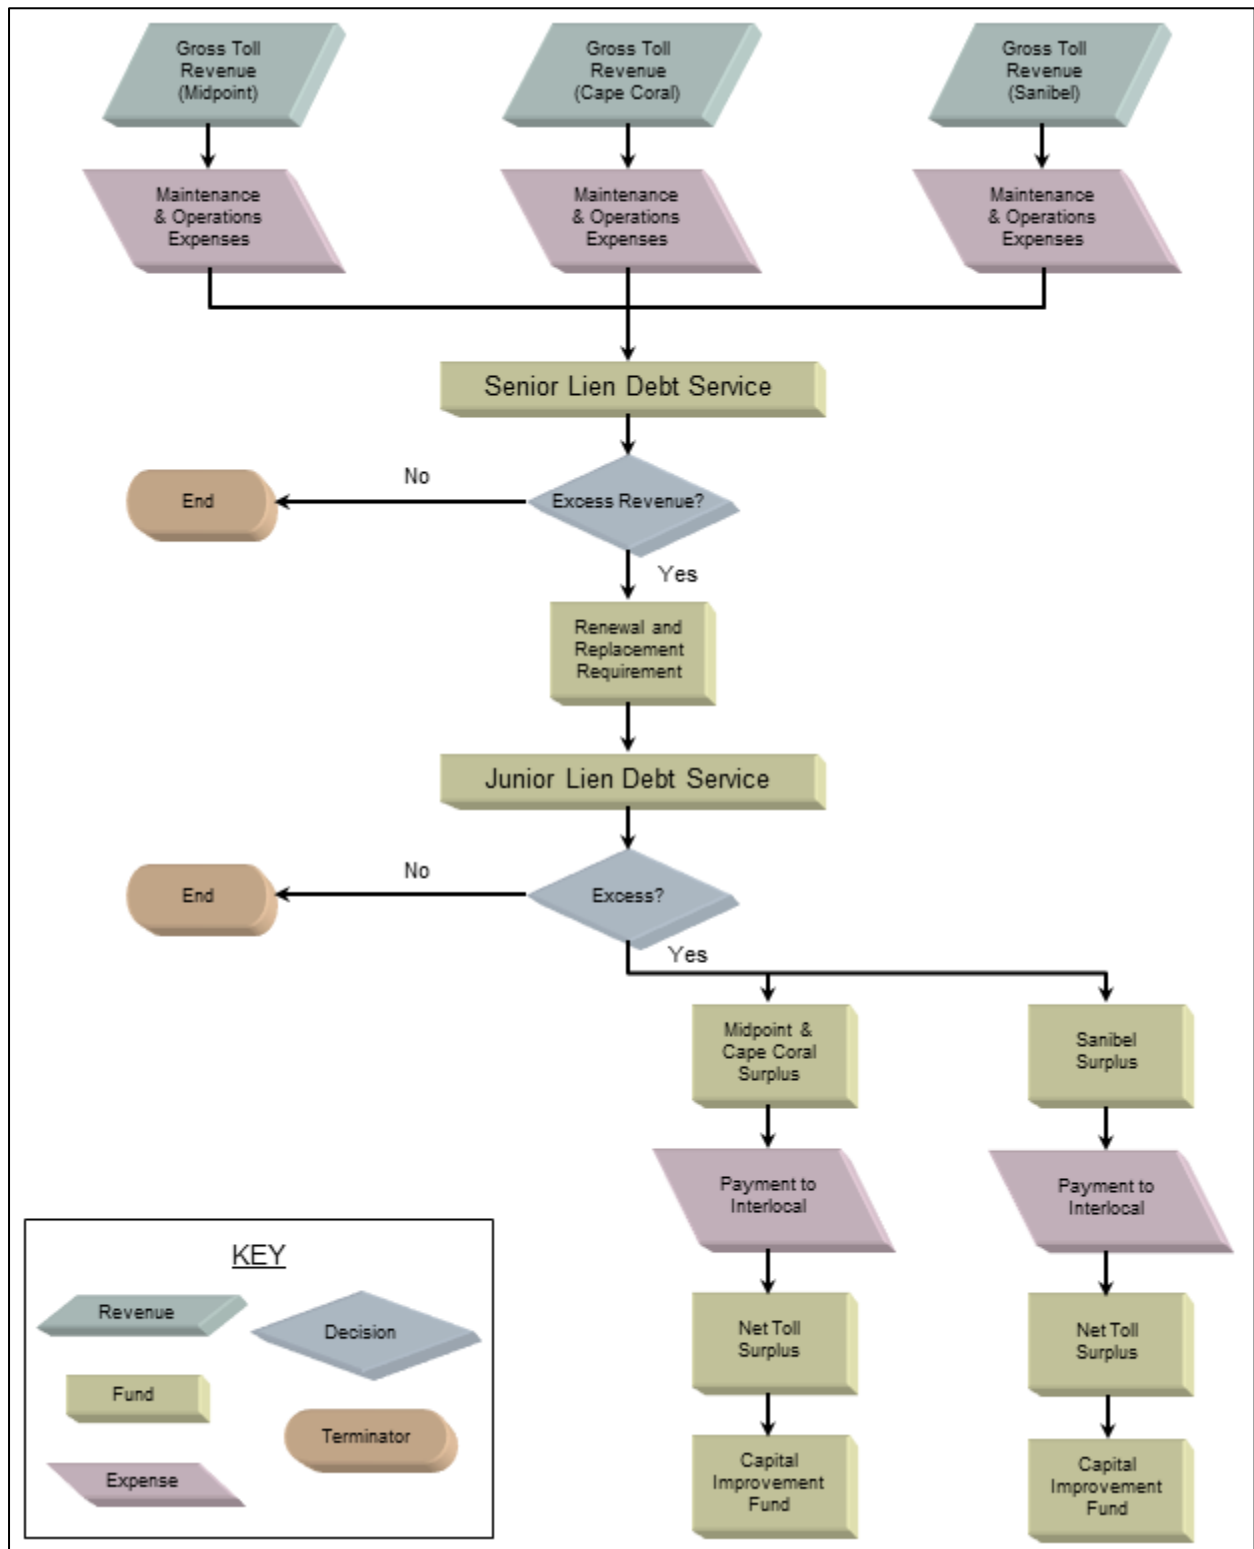 Gross Toll
Revenue
(Midpoint)
Gross Toll
Revenue
(Cape Coral)
Gross Toll
Revenue
(Sanibel)
Maintenance
& Operations
Expenses
Maintenance
& Operations
Expenses
Maintenance
& Operations
Expenses
Senior Lien Debt Service
End
No
Excess Revenue?
Yes
Renewal and
Replacement
Requirement
Junior Lien Debt Service
End
No
Excess?
Yes
Midpoint &
Cape Coral
Surplus
Sanibel
Surplus
Payment to
Interlocal
Payment to
Interlocal
Net Toll
Surplus
Net Toll
Surplus
Capital
Improvement
Fund
Capital
Improvement
Fund
KEY
Revenue
Decision
Fund
Terminator
Expense